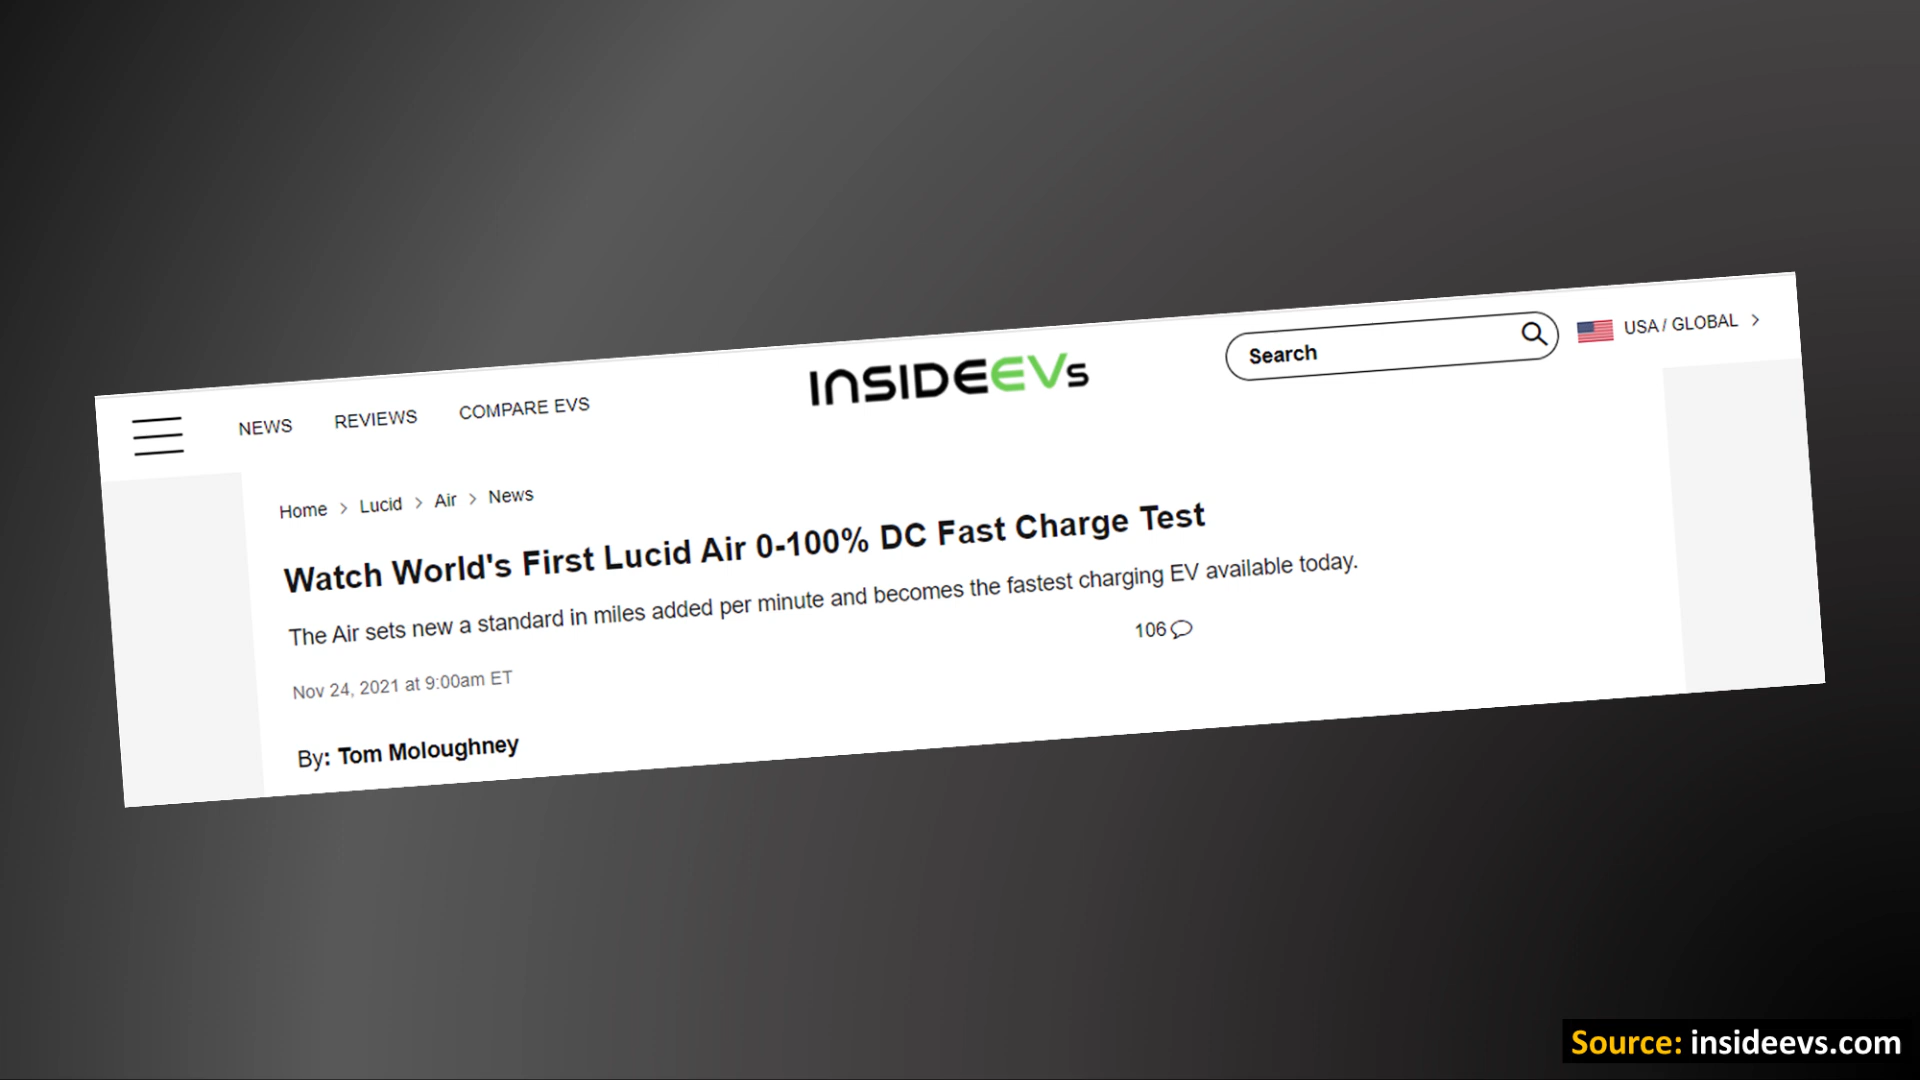 NEWS REVIEWS COMPARE EVS INSIDEEVs Search USA / GLOBAL >
Home > Lucid > Air > News
Watch World's First Lucid Air 0-100% DC Fast Charge Test
The Air sets new a standard in miles added per minute and becomes the fastest charging EV available today.
Nov 24, 2021 at 9:00am ET 106
By: Tom Moloughney
Source: insideevs.com